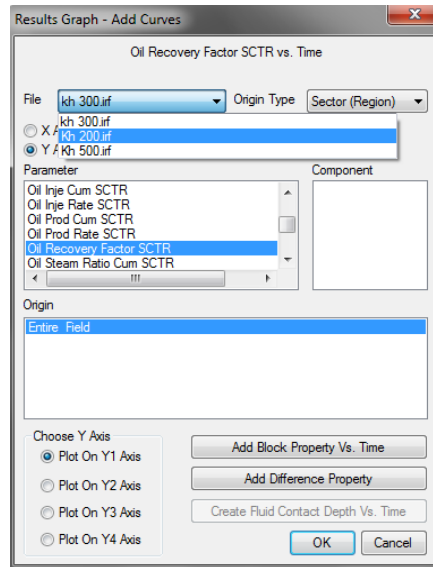 Results Graph - Add Curves
x
Oil Recovery Factor SCTR vs. Time
File kh 300.irf Origin Type Sector (Region)
kh 300.irf
X A Kh 200.irf
Y A Kh 500.irf
Parameter Component
Oil Inje Cum SCTR
Oil Inje Rate SCTR
Oil Prod Cum SCTR
Oil Prod Rate SCTR
Oil Recovery Factor SCTR
Oil Steam Ratio Cum SCTR
Origin
Entire Field
Choose Y Axis
Plot On Y1 Axis
Plot On Y2 Axis
Plot On Y3 Axis
Plot On Y4 Axis
Add Block Property Vs. Time
Add Difference Property
Create Fluid Contact Depth Vs. Time
OK Cancel